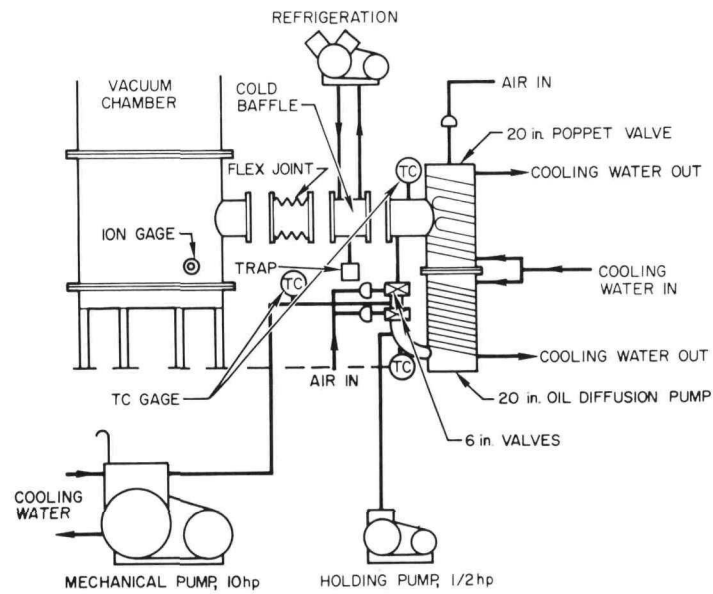 REFRIGERATION
VACUUM
CHAMBER
COLD
BAFFLE
AIR IN
20 in. POPPET VALVE
FLEX JOINT
TC
COOLING WATER OUT
ION GAGE
TRAP
TC
COOLING
WATER IN
COOLING WATER OUT
TC
AIR IN
TC GAGE
20 in. OIL DIFFUSION PUMP
6 in. VALVES
COOLING
WATER
MECHANICAL PUMP, 10hp
HOLDING PUMP, 1/2hp